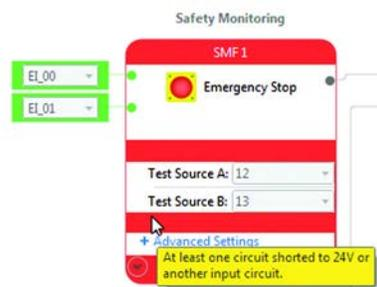 Safety Monitoring
SMF 1
EI_00
Emergency Stop
EI_01
Test Source A: 12
Test Source B: 13
+ Advanced Settings
At least one circuit shorted to 24V or
another input circuit.